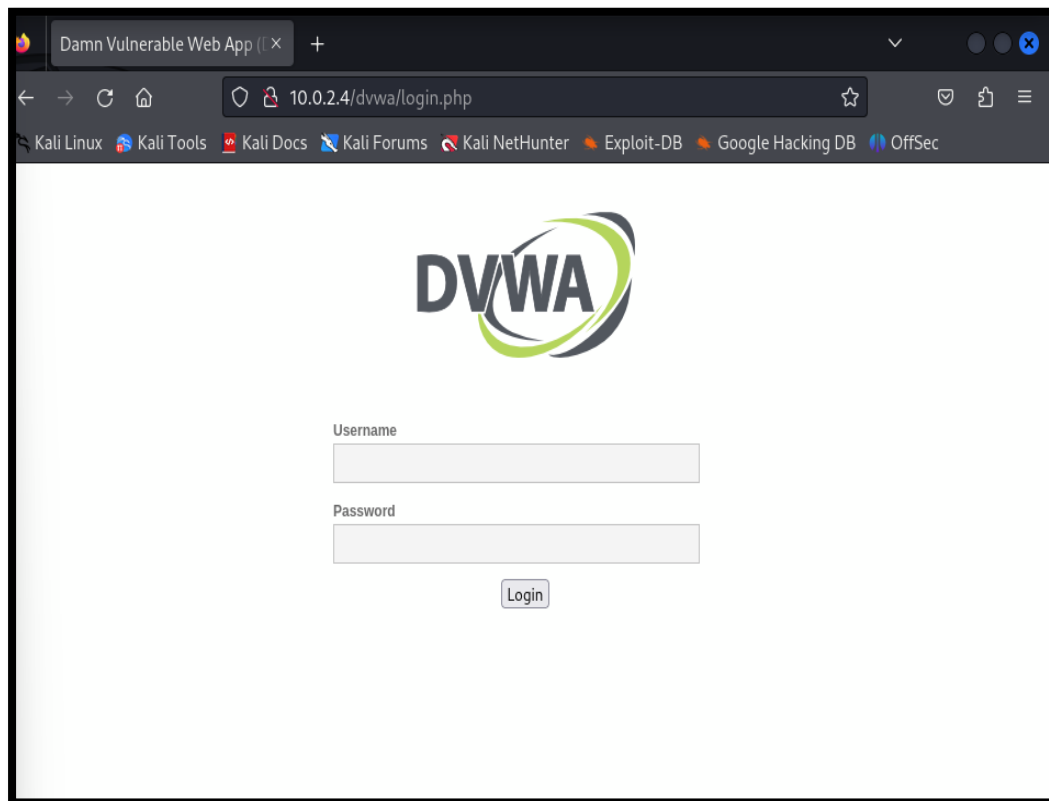 Damn Vulnerable Web App (
10.0.2.4/dvwa/login.php
Kali Linux Kali Tools Kali Docs Kali Forums Kali NetHunter Exploit-DB Google Hacking DB OffSec
DVWA
Username
Password
Login